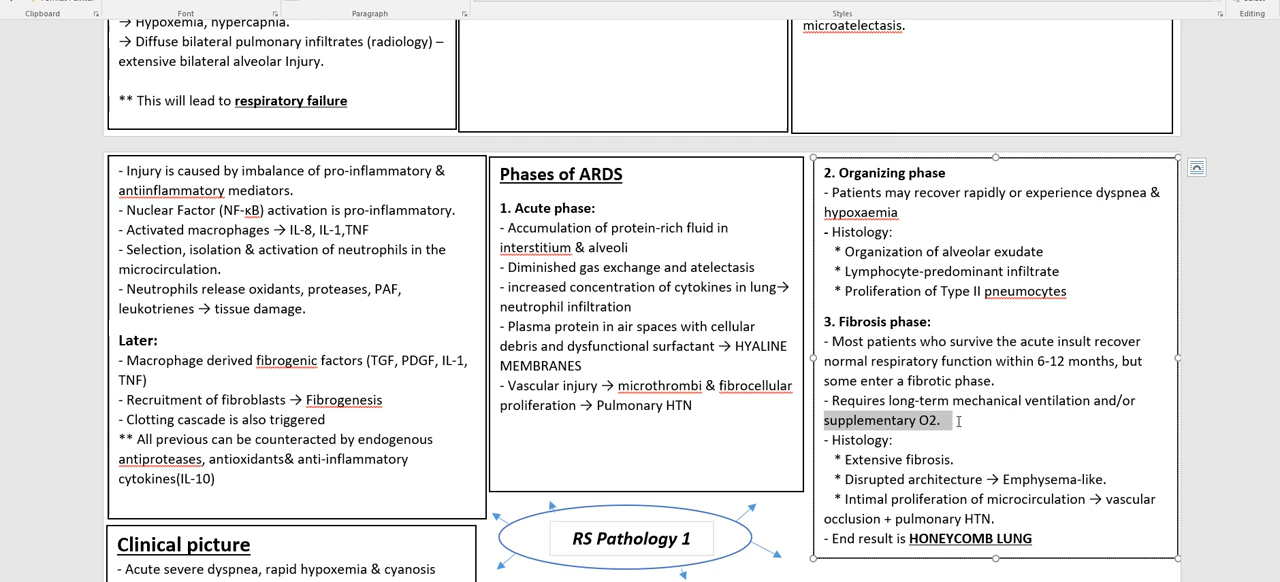 Clipboard
Font
Paragraph
Styles
Editing
→ Hypoxemia, hypercapnia.
→ Diffuse bilateral pulmonary infiltrates (radiology) –
extensive bilateral alveolar Injury.
** This will lead to respiratory failure
microatelectasis.
- Injury is caused by imbalance of pro-inflammatory &
antiinflammatory mediators.
- Nuclear Factor (NF-κB) activation is pro-inflammatory.
- Activated macrophages → IL-8, IL-1,TNF
- Selection, isolation & activation of neutrophils in the
microcirculation.
- Neutrophils release oxidants, proteases, PAF,
leukotrienes → tissue damage.
Later:
- Macrophage derived fibrogenic factors (TGF, PDGF, IL-1,
TNF)
- Recruitment of fibroblasts → Fibrogenesis
- Clotting cascade is also triggered
** All previous can be counteracted by endogenous
antiproteases, antioxidants& anti-inflammatory
cytokines(IL-10)
Clinical picture
- Acute severe dyspnea, rapid hypoxemia & cyanosis
Phases of ARDS
1. Acute phase:
- Accumulation of protein-rich fluid in
interstitium & alveoli
- Diminished gas exchange and atelectasis
- increased concentration of cytokines in lung→
neutrophil infiltration
- Plasma protein in air spaces with cellular
debris and dysfunctional surfactant → HYALINE
MEMBRANES
- Vascular injury → microthrombi & fibrocellular
proliferation → Pulmonary HTN
RS Pathology 1
2. Organizing phase
- Patients may recover rapidly or experience dyspnea &
hypoxaemia
- Histology:
* Organization of alveolar exudate
* Lymphocyte-predominant infiltrate
* Proliferation of Type II pneumocytes
3. Fibrosis phase:
- Most patients who survive the acute insult recover
normal respiratory function within 6-12 months, but
some enter a fibrotic phase.
- Requires long-term mechanical ventilation and/or
supplementary O2.
- Histology:
* Extensive fibrosis.
* Disrupted architecture → Emphysema-like.
* Intimal proliferation of microcirculation → vascular
occlusion + pulmonary HTN.
- End result is HONEYCOMB LUNG